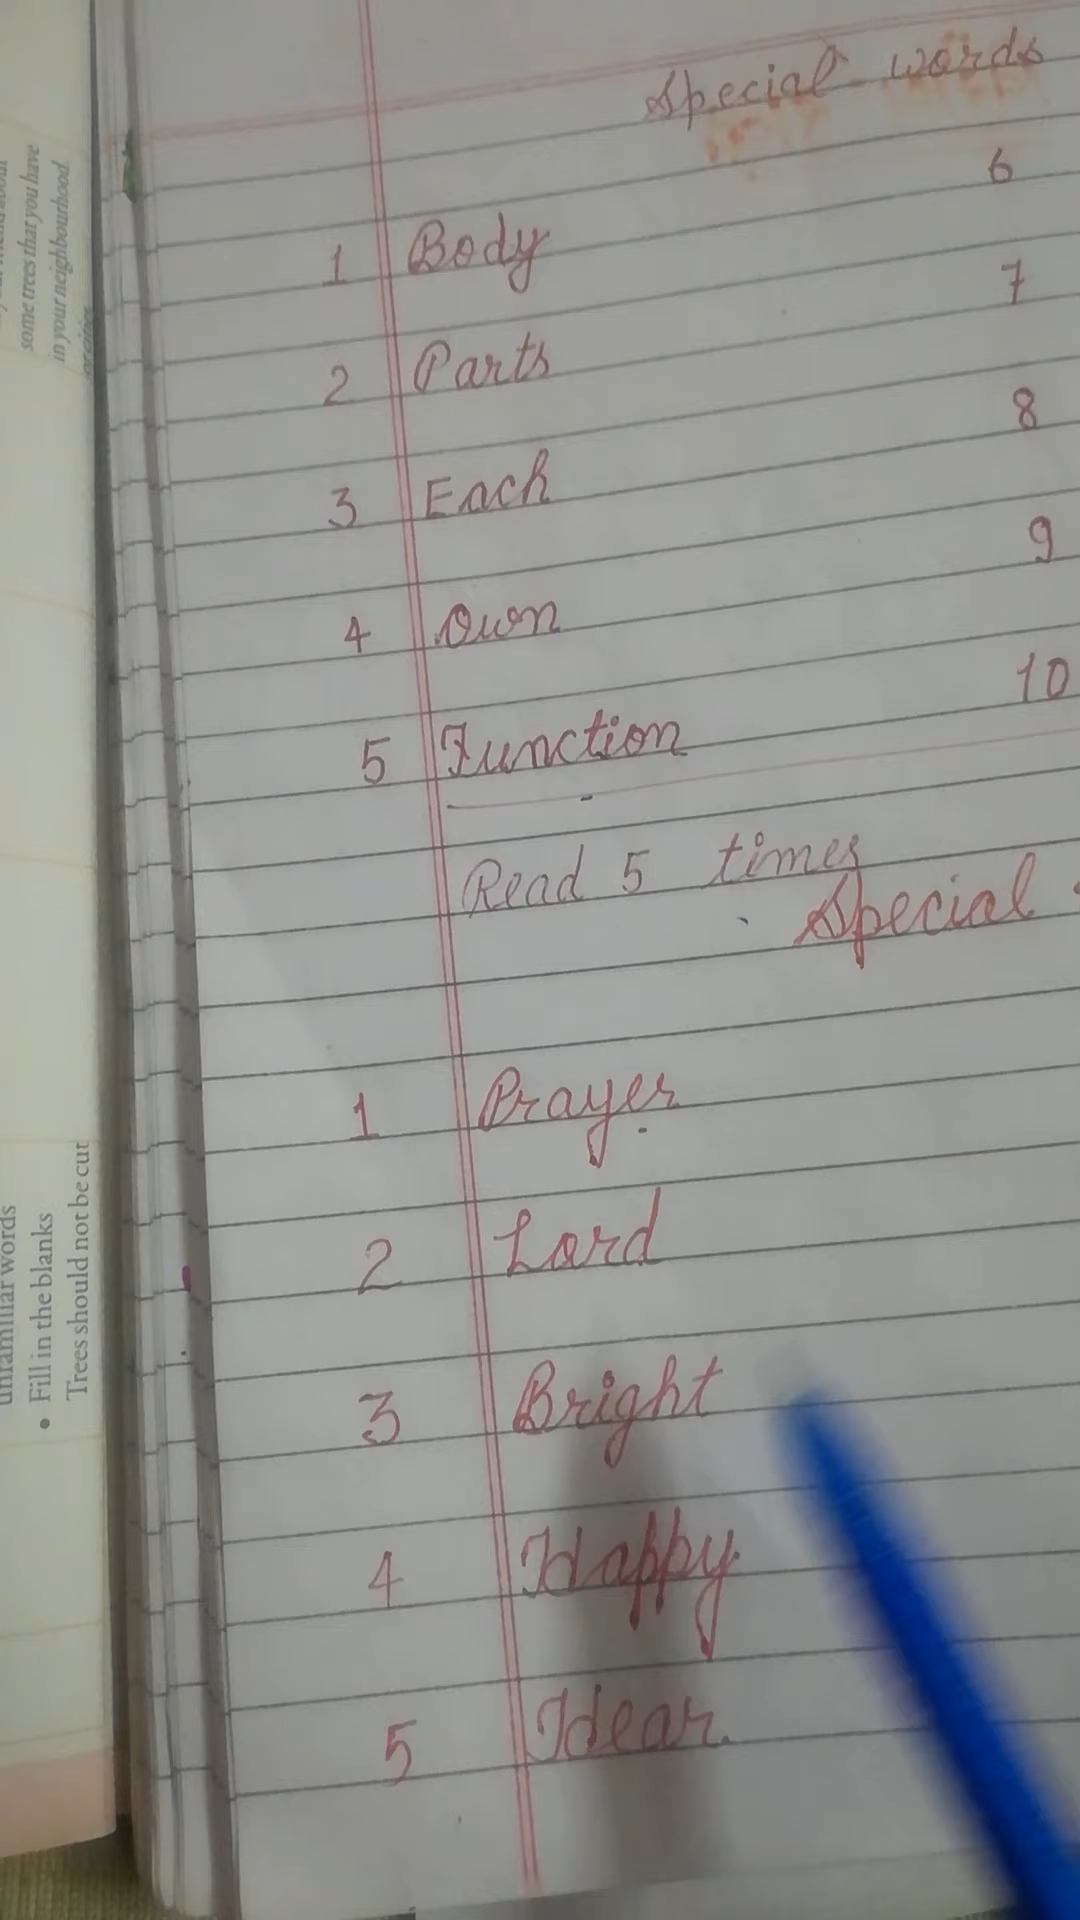 some trees that you have
in your neighbourhood.
words
• Fill in the blanks
Trees should not be cut
Special words
1 Body 6
2 Parts 7
3 Each 8
4 Own 9
5 Function 10
Read 5 times
Special
1 Prayer
2 Lord
3 Bright
4 Happy
5 Hear